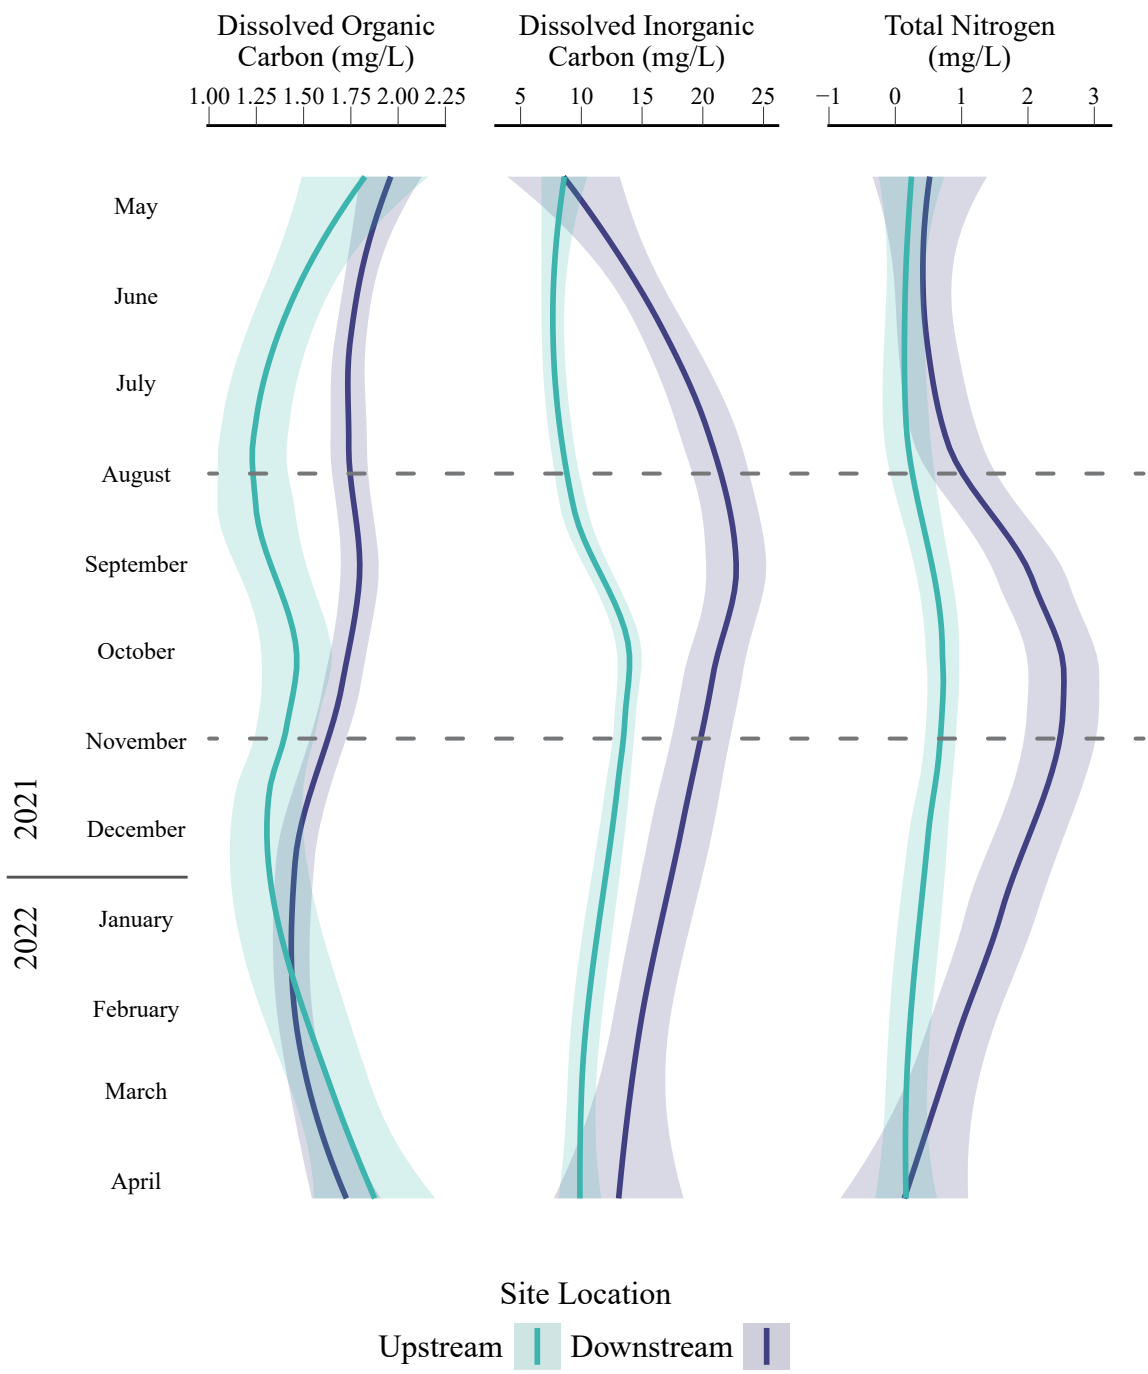 Dissolved Organic
Carbon (mg/L)
Dissolved Inorganic
Carbon (mg/L)
Total Nitrogen
(mg/L)
1.00 1.25 1.50 1.75 2.00 2.25
5 10 15 20 25
−1 0 1 2 3
May
June
July
August
September
October
November
2021
December
2022
January
February
March
April
Site Location
Upstream Downstream